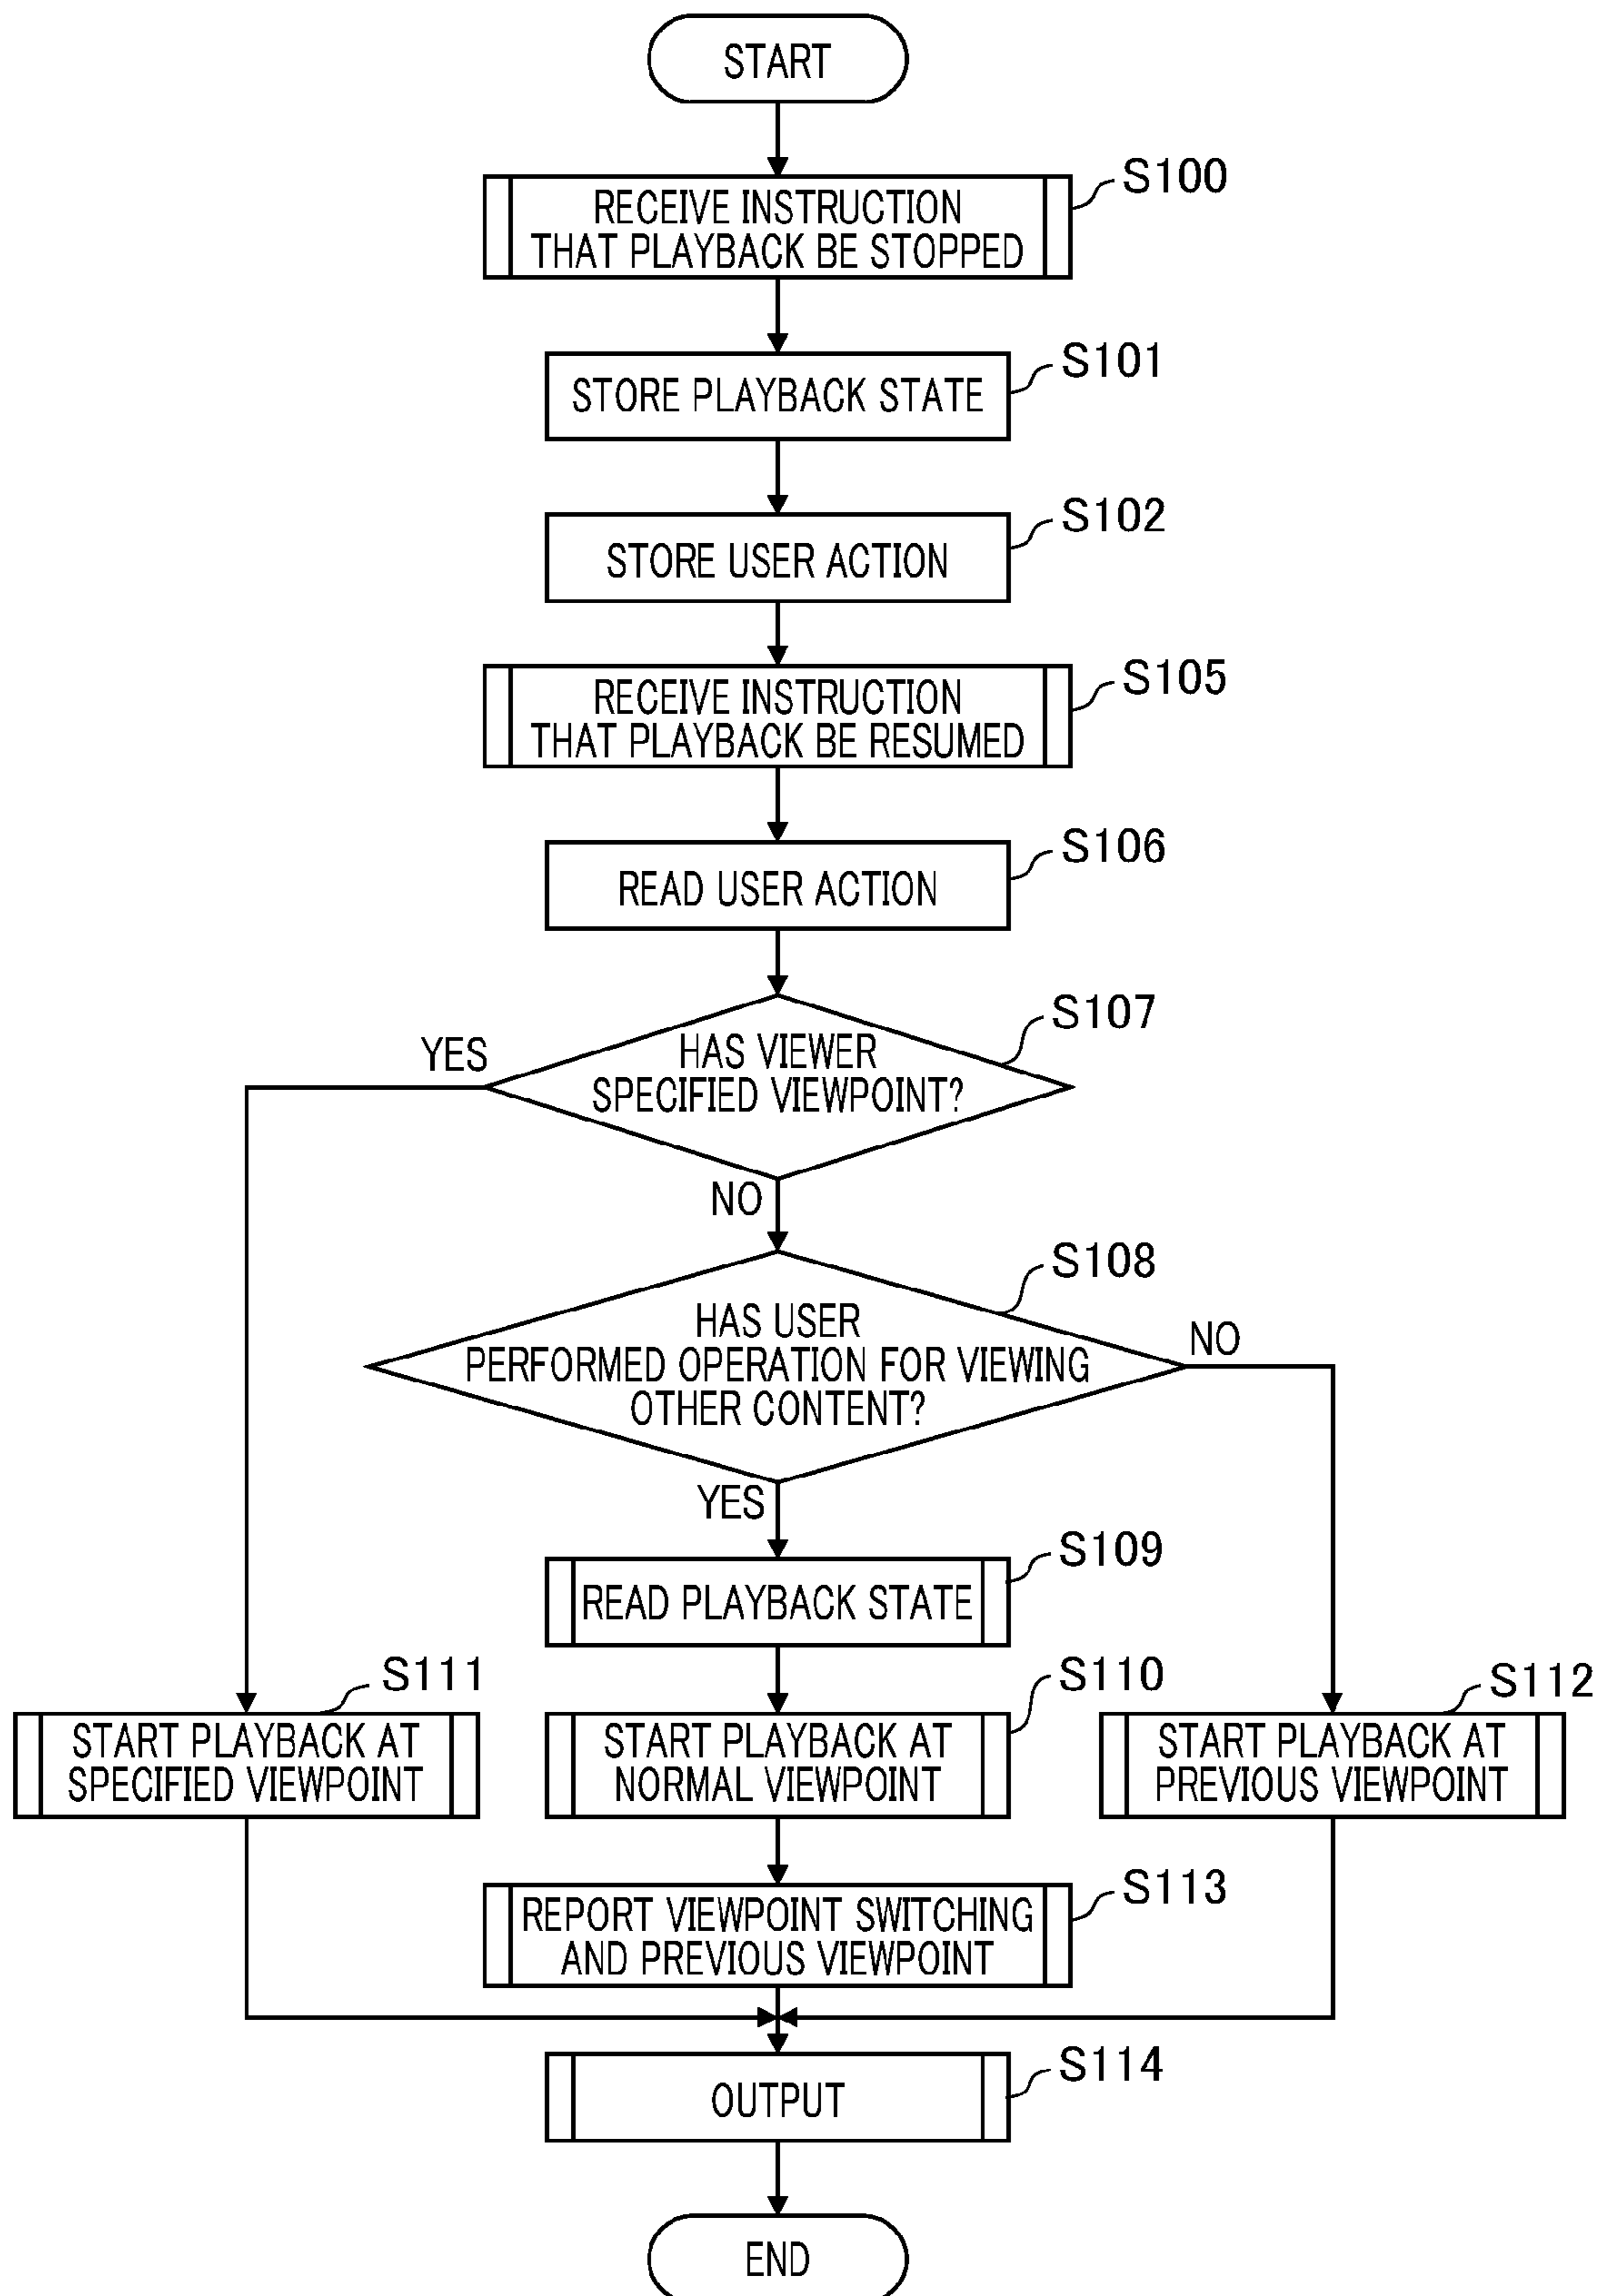 START
S100
RECEIVE INSTRUCTION
THAT PLAYBACK BE STOPPED
S101
STORE PLAYBACK STATE
S102
STORE USER ACTION
S105
RECEIVE INSTRUCTION
THAT PLAYBACK BE RESUMED
S106
READ USER ACTION
S107
YES
HAS VIEWER
SPECIFIED VIEWPOINT?
NO
S108
HAS USER
PERFORMED OPERATION FOR VIEWING
OTHER CONTENT?
NO
YES
S109
READ PLAYBACK STATE
S111
START PLAYBACK AT
SPECIFIED VIEWPOINT
S110
START PLAYBACK AT
NORMAL VIEWPOINT
S112
START PLAYBACK AT
PREVIOUS VIEWPOINT
S113
REPORT VIEWPOINT SWITCHING
AND PREVIOUS VIEWPOINT
S114
OUTPUT
END